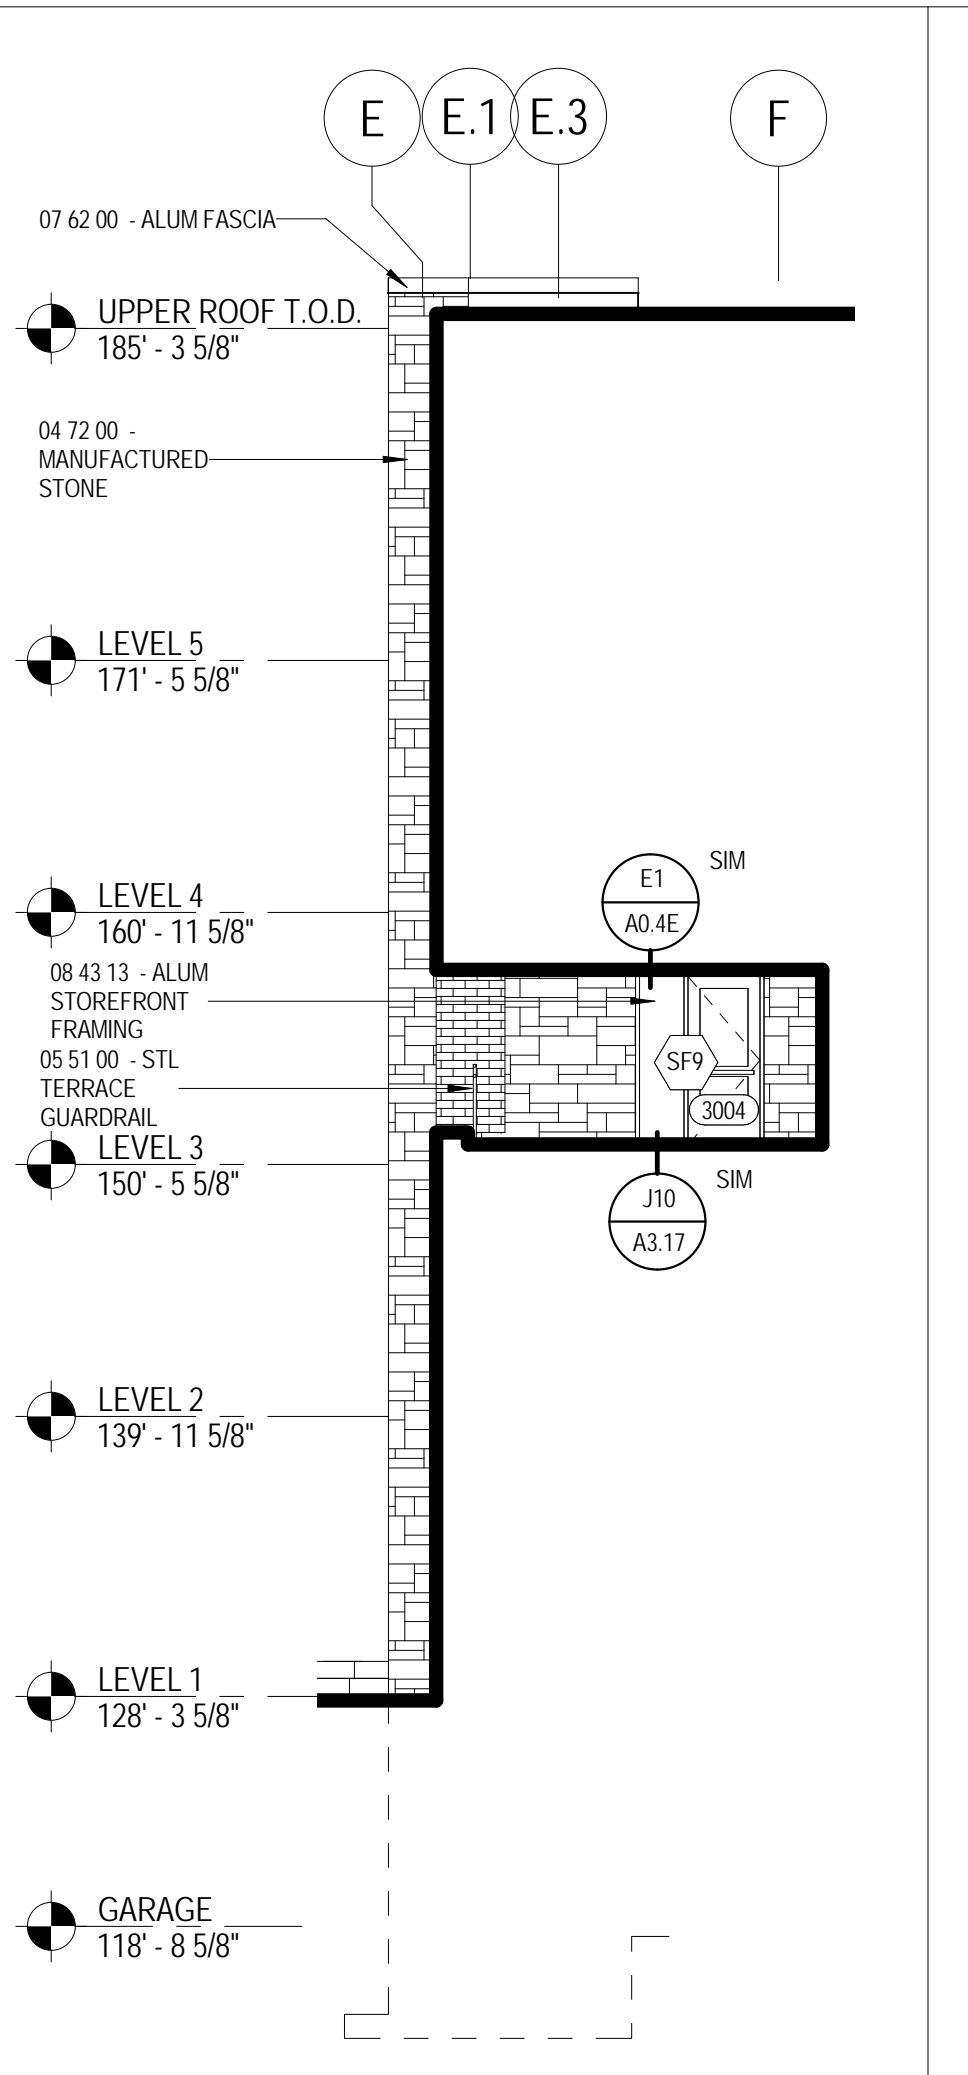 E E.1 E.3 F
07 62 00 - ALUM FASCIA
UPPER ROOF T.O.D.
185' - 3 5/8"
04 72 00 -
MANUFACTURED
STONE
LEVEL 5
171' - 5 5/8"
SIM
E1
A0.4E
LEVEL 4
160' - 11 5/8"
08 43 13 - ALUM
STOREFRONT
FRAMING
05 51 00 - STL
TERRACE
GUARDRAIL
SF9
3004
LEVEL 3
150' - 5 5/8"
SIM
J10
A3.17
LEVEL 2
139' - 11 5/8"
LEVEL 1
128' - 3 5/8"
GARAGE
118' - 8 5/8"